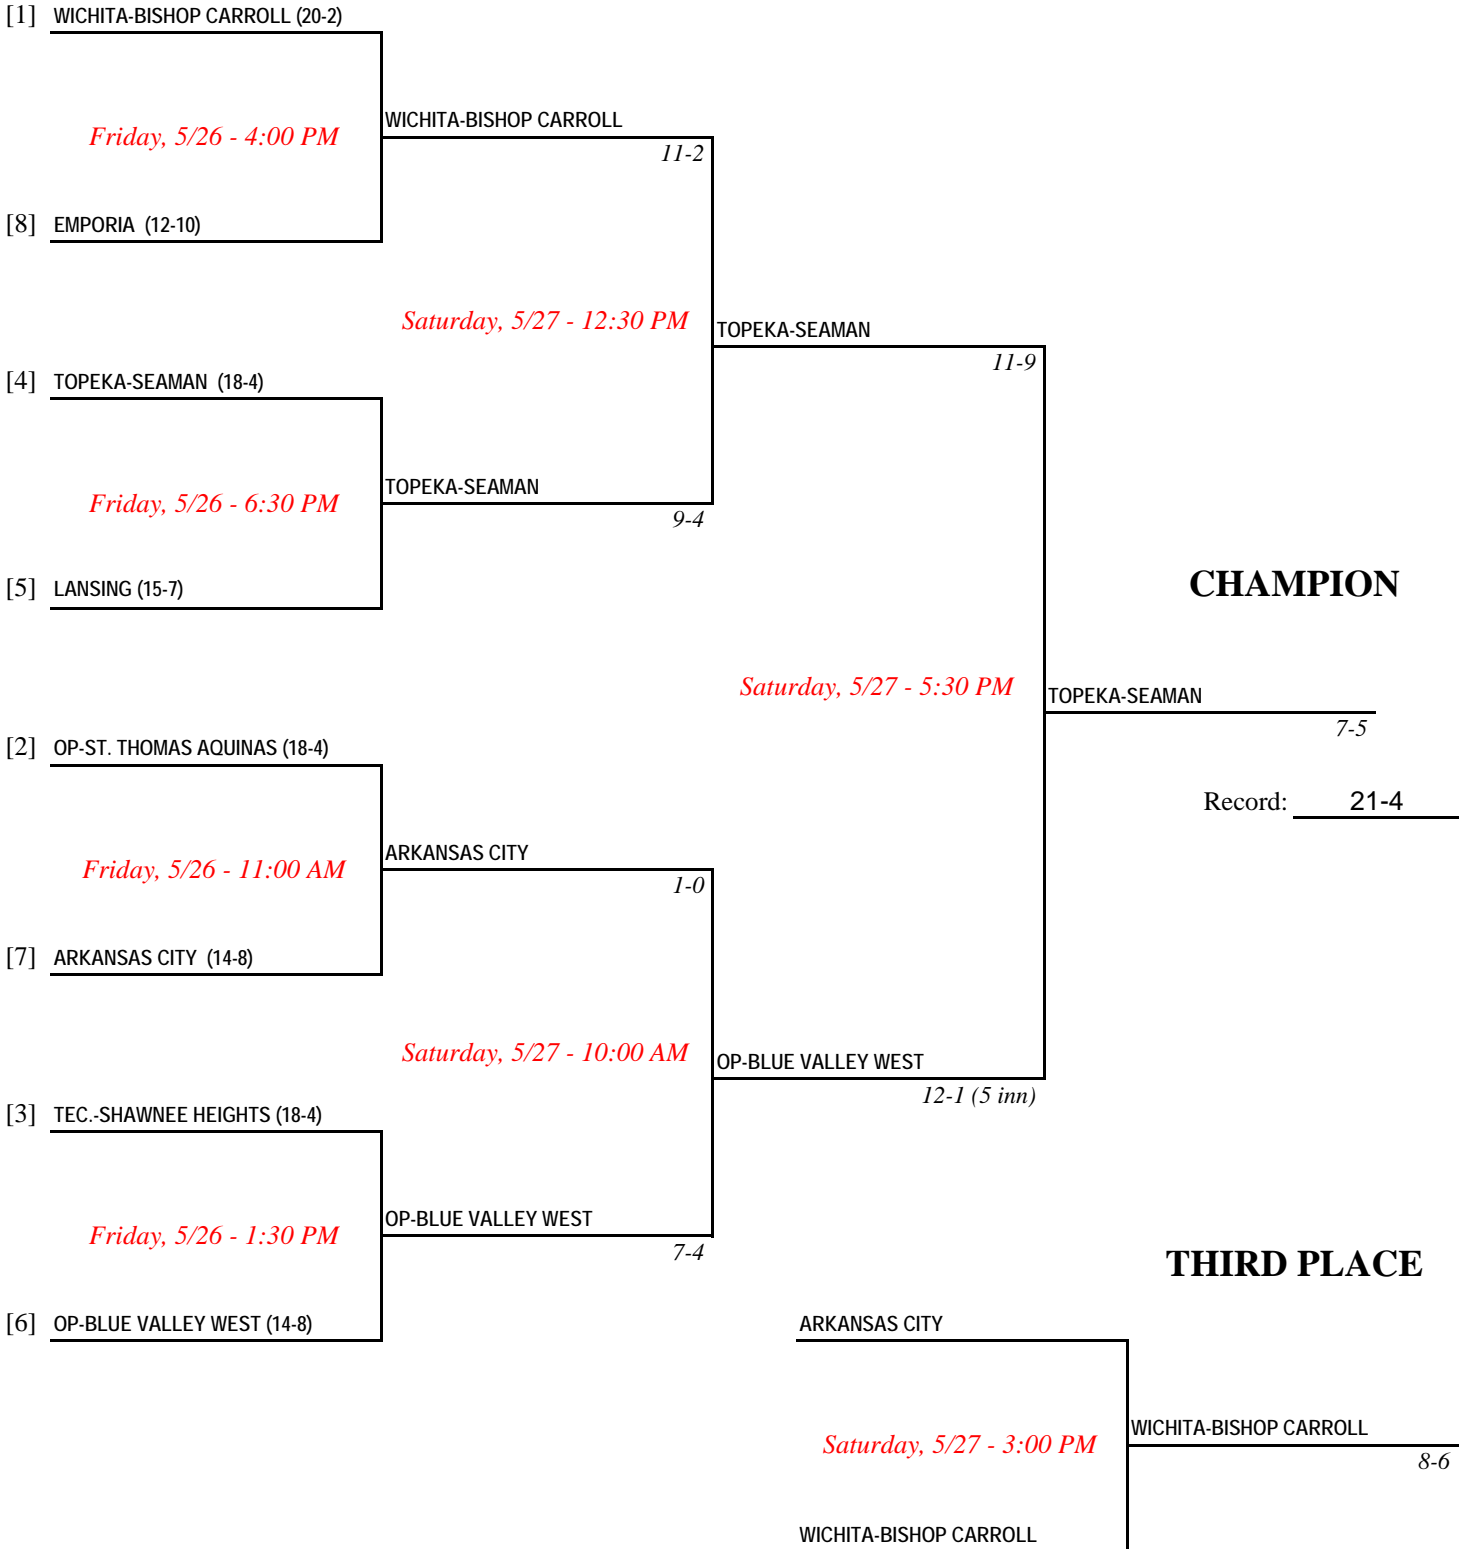 [1] WICHITA-BISHOP CARROLL (20-2)
WICHITA-BISHOP CARROLL
Friday, 5/26 - 4:00 PM
11-2
[8] EMPORIA (12-10)
Saturday, 5/27 - 12:30 PM
TOPEKA-SEAMAN
11-9
[4] TOPEKA-SEAMAN (18-4)
TOPEKA-SEAMAN
Friday, 5/26 - 6:30 PM
9-4
[5] LANSING (15-7)
CHAMPION
Saturday, 5/27 - 5:30 PM
TOPEKA-SEAMAN
7-5
[2] OP-ST. THOMAS AQUINAS (18-4)
Record: 21-4
ARKANSAS CITY
Friday, 5/26 - 11:00 AM
1-0
[7] ARKANSAS CITY (14-8)
Saturday, 5/27 - 10:00 AM
OP-BLUE VALLEY WEST
12-1 (5 inn)
[3] TEC.-SHAWNEE HEIGHTS (18-4)
OP-BLUE VALLEY WEST
Friday, 5/26 - 1:30 PM
7-4
THIRD PLACE
[6] OP-BLUE VALLEY WEST (14-8)
ARKANSAS CITY
WICHITA-BISHOP CARROLL
Saturday, 5/27 - 3:00 PM
8-6
WICHITA-BISHOP CARROLL